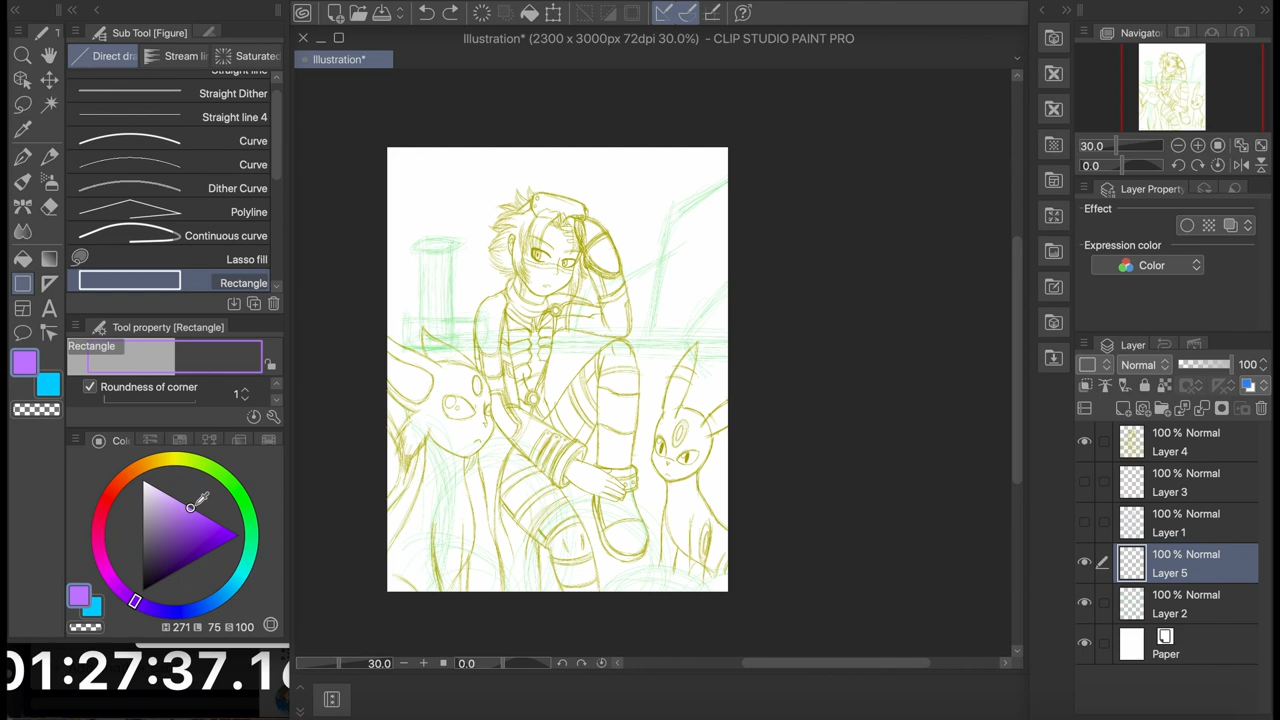 Illustration* (2300 x 3000px 72dpi 30.0%)  - CLIP STUDIO PAINT PRO
Sub Tool [Figure]
Direct dra
Stream li
Saturated
Straight line
Straight Dither
Straight line 4
Curve
Curve
Dither Curve
Polyline
Continuous curve
Lasso fill
Rectangle
Tool property [Rectangle]
Rectangle
Roundness of corner
1
Col
H 271 L 75 S 100
01:27:37.16
Illustration*
30.0
0.0
Navigator
30.0
0.0
Layer Property
Effect
Expression color
Color
Layer
Normal
100
100 % Normal
Layer 4
100 % Normal
Layer 3
100 % Normal
Layer 1
100 % Normal
Layer 5
100 % Normal
Layer 2
Paper